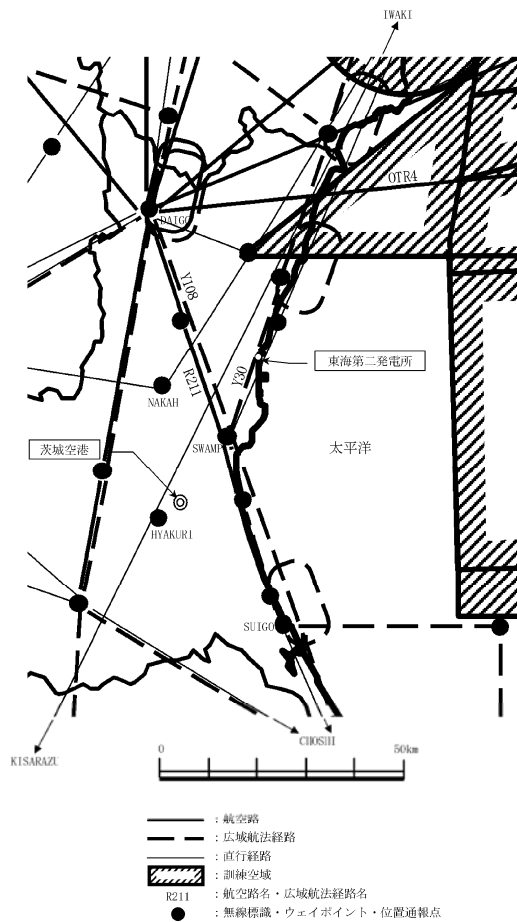 IWAKI
OTR4
DAIGO
Y108
東海第二発電所
Y30
R211
NAKAH
SWAMP
太平洋
茨城空港
HYAKURI
SUIGO
CHOSHI
KISARAZU
0
50km
：航空路
：広域航法経路
：直行経路
：訓練空域
R211 ：航空路名・広域航法経路名
：無線標識・ウェイポイント・位置通報点